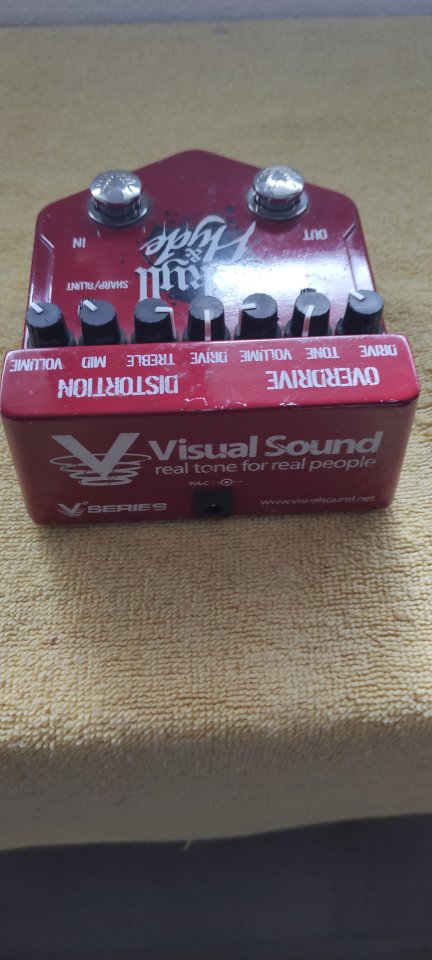 IN
OUT
& Hyde
SHARP/BLUNT
VOLUME MID TREBLE DRIVE VOLUME TONE DRIVE
DISTORTION OVERDRIVE
V Visual Sound
real tone for real people
V2 SERIES
www.visualsound.net